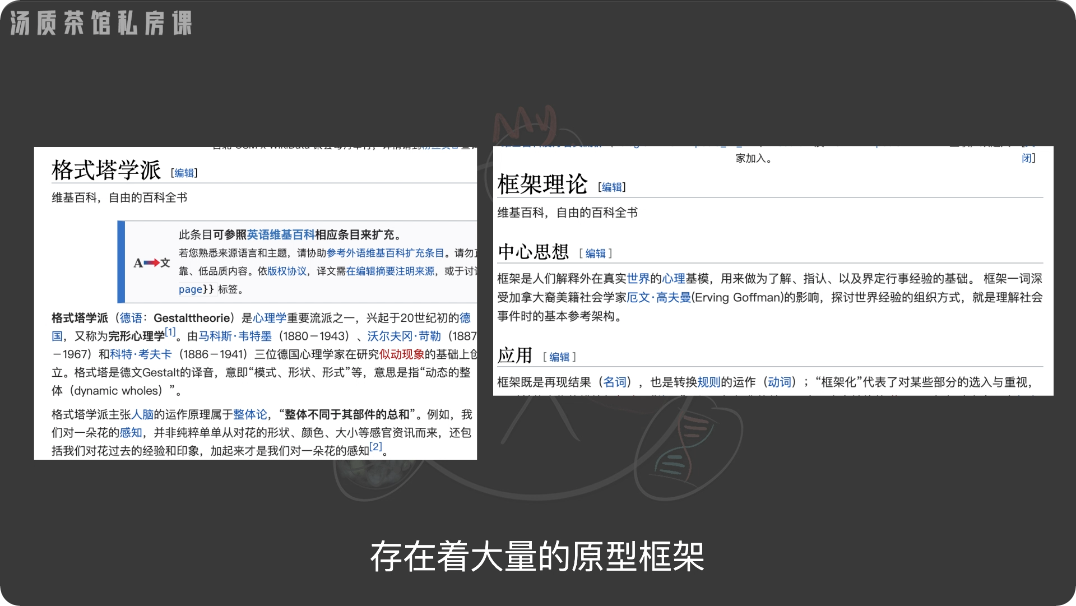 汤质茶馆私房课
格式塔学派 [编辑]
维基百科，自由的百科全书
此条目可参照英语维基百科相应条目来扩充。
若您熟悉来源语言和主题，请协助参考外语维基百科扩充条目。请勿
靠、低品质内容。依版权协议，译文需在编辑摘要注明来源，或于讨
page}} 标签。
格式塔学派（德语：Gestalttheorie）是心理学重要流派之一，兴起于20世纪初的德
国，又称为完形心理学[1]。由马科斯·韦特墨（1880－1943）、沃尔夫冈·苛勒（1887
－1967）和科特·考夫卡（1886－1941）三位德国心理学家在研究似动现象的基础上创
立。格式塔是德文Gestalt的译音，意即“模式、形状、形式”等，意思是指“动态的整
体（dynamic wholes）”。
格式塔学派主张人脑的运作原理属于整体论，“整体不同于其部件的总和”。例如，我
们对一朵花的感知，并非纯粹单单从对花的形状、颜色、大小等感官资讯而来，还包
括我们对花过去的经验和印象，加起来才是我们对一朵花的感知[2]。
家加入。
闭]
框架理论 [编辑]
维基百科，自由的百科全书
中心思想 [编辑]
框架是人们解释外在真实世界的心理基模，用来做为了解、指认、以及界定行事经验的基础。 框架一词深
受加拿大裔美籍社会学家厄文·高夫曼(Erving Goffman)的影响，探讨世界经验的组织方式，就是理解社会
事件时的基本参考架构。
应用 [编辑]
框架既是再现结果（名词），也是转换规则的运作（动词）；“框架化”代表了对某些部分的选入与重视，
存在着大量的原型框架